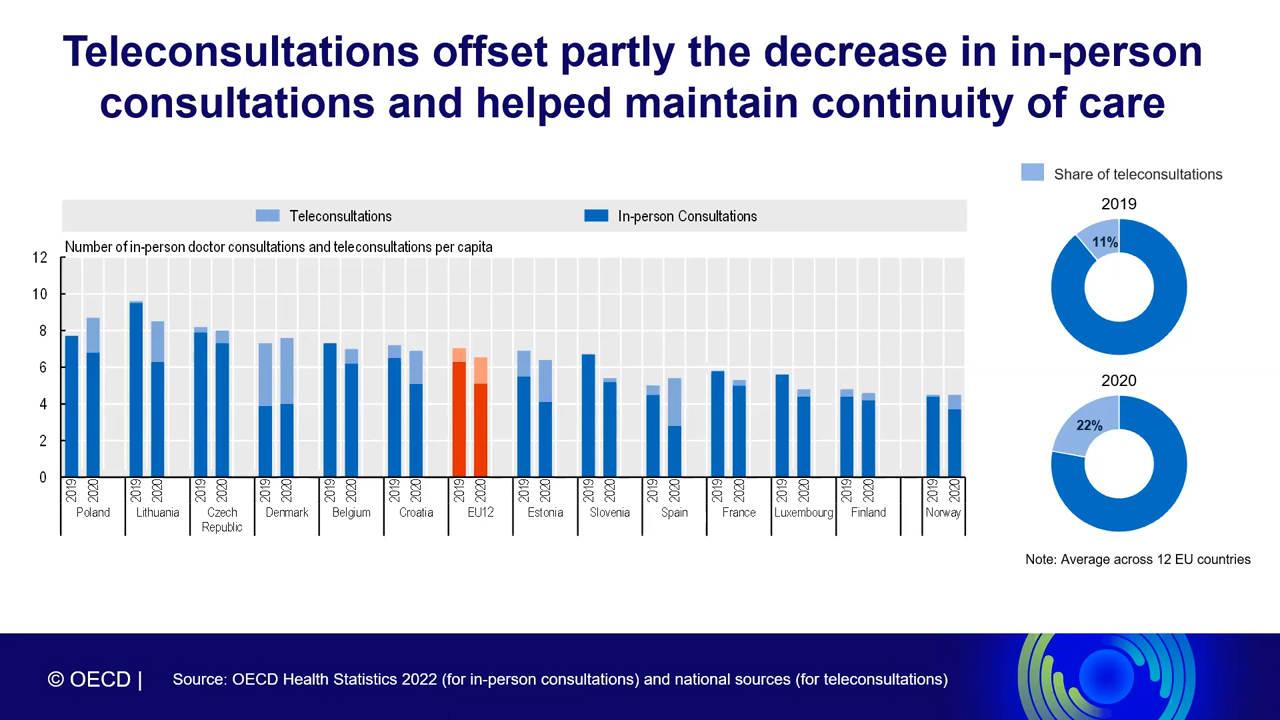 Teleconsultations offset partly the decrease in in-person
consultations and helped maintain continuity of care
Teleconsultations
In-person Consultations
Number of in-person doctor consultations and teleconsultations per capita
12
10
8
6
4
2
0
2019 2020 2019 2020 2019 2020 2019 2020 2019 2020 2019 2020 2019 2020 2019 2020 2019 2020 2019 2020 2019 2020 2019 2020 2019 2020 2019 2020
Poland Lithuania Czech Denmark Belgium Croatia EU12 Estonia Slovenia Spain France Luxembourg Finland Norway
Republic
Share of teleconsultations
2019
11%
2020
22%
Note: Average across 12 EU countries
© OECD |
Source: OECD Health Statistics 2022 (for in-person consultations) and national sources (for teleconsultations)